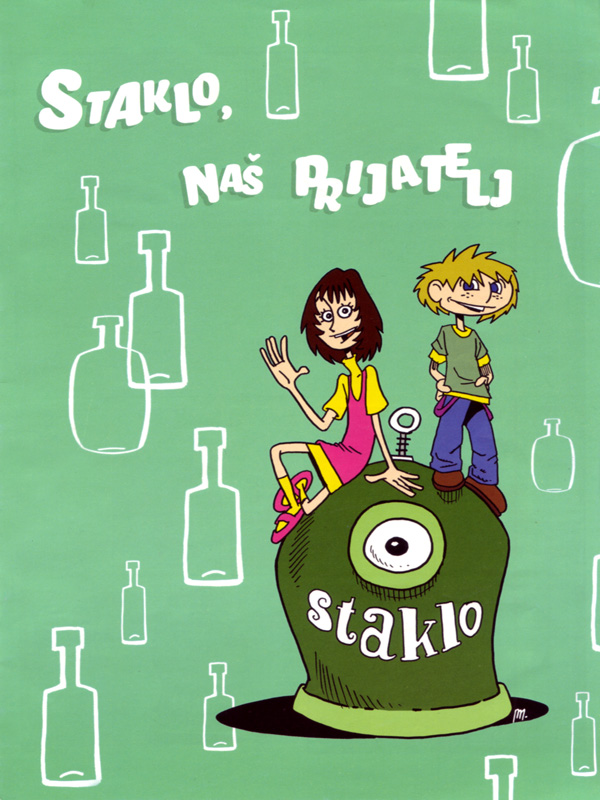 STAKLO,
NAŠ PRIJATELJ
staklo
M.